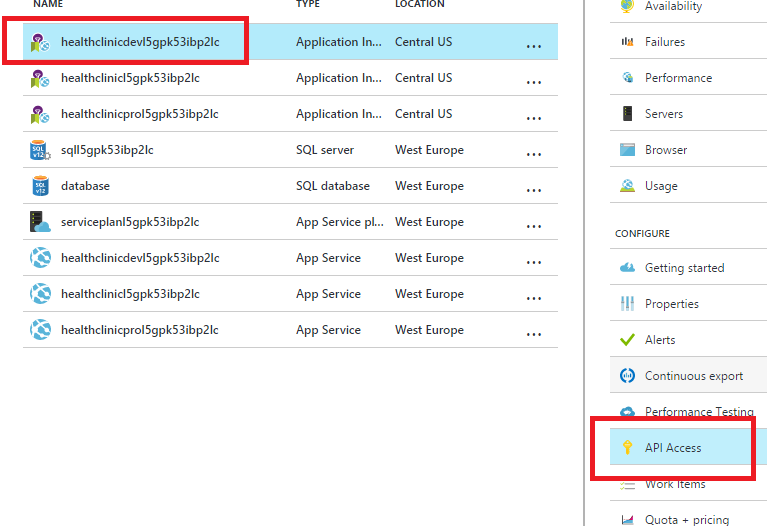 NAME TYPE LOCATION
healthclinicdevl5gpk53ibp2lc Application In... Central US ...
healthclinicl5gpk53ibp2lc Application In... Central US ...
healthclinicprol5gpk53ibp2lc Application In... Central US ...
sqll5gpk53ibp2lc SQL server West Europe ...
database SQL database West Europe ...
serviceplanl5gpk53ibp2lc App Service pl... West Europe ...
healthclinicdevl5gpk53ibp2lc App Service West Europe ...
healthclinicl5gpk53ibp2lc App Service West Europe ...
healthclinicprol5gpk53ibp2lc App Service West Europe ...
Availability
Failures
Performance
Servers
Browser
Usage
CONFIGURE
Getting started
Properties
Alerts
Continuous export
Performance Testing
API Access
Work Items
Quota + pricing